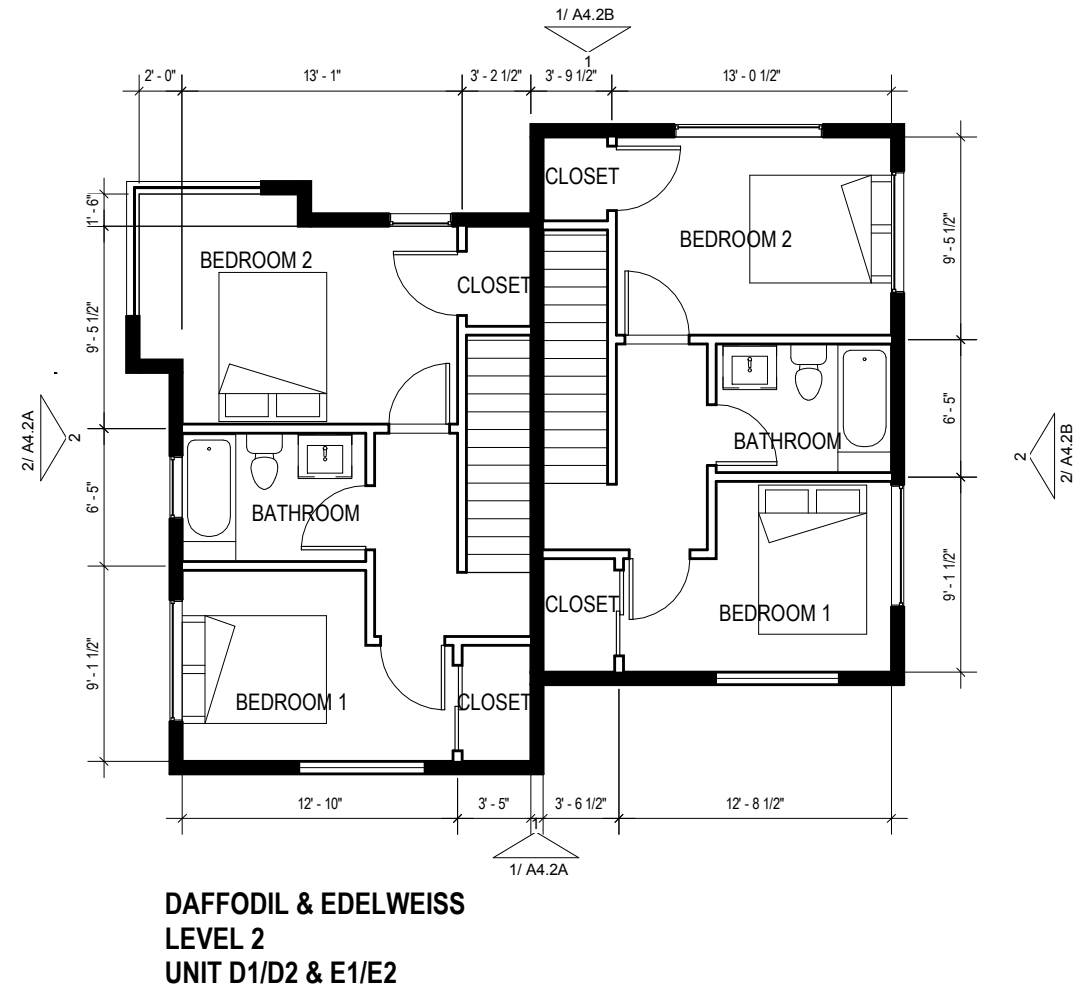 1/ A4.2B
1
2' - 0"
13' - 1"
3' - 2 1/2"
3' - 9 1/2"
13' - 0 1/2"
CLOSET
1' - 6"
BEDROOM 2
9' - 5 1/2"
BEDROOM 2
CLOSET
9' - 5 1/2"
6' - 5"
2/ A4.2A
2
BATHROOM
2
2/ A4.2B
6' - 5"
BATHROOM
9' - 1 1/2"
CLOSET
BEDROOM 1
9' - 1 1/2"
BEDROOM 1
CLOSET
12' - 10"
3' - 5"
3' - 6 1/2"
12' - 8 1/2"
1
1/ A4.2A
DAFFODIL & EDELWEISS
LEVEL 2
UNIT D1/D2 & E1/E2